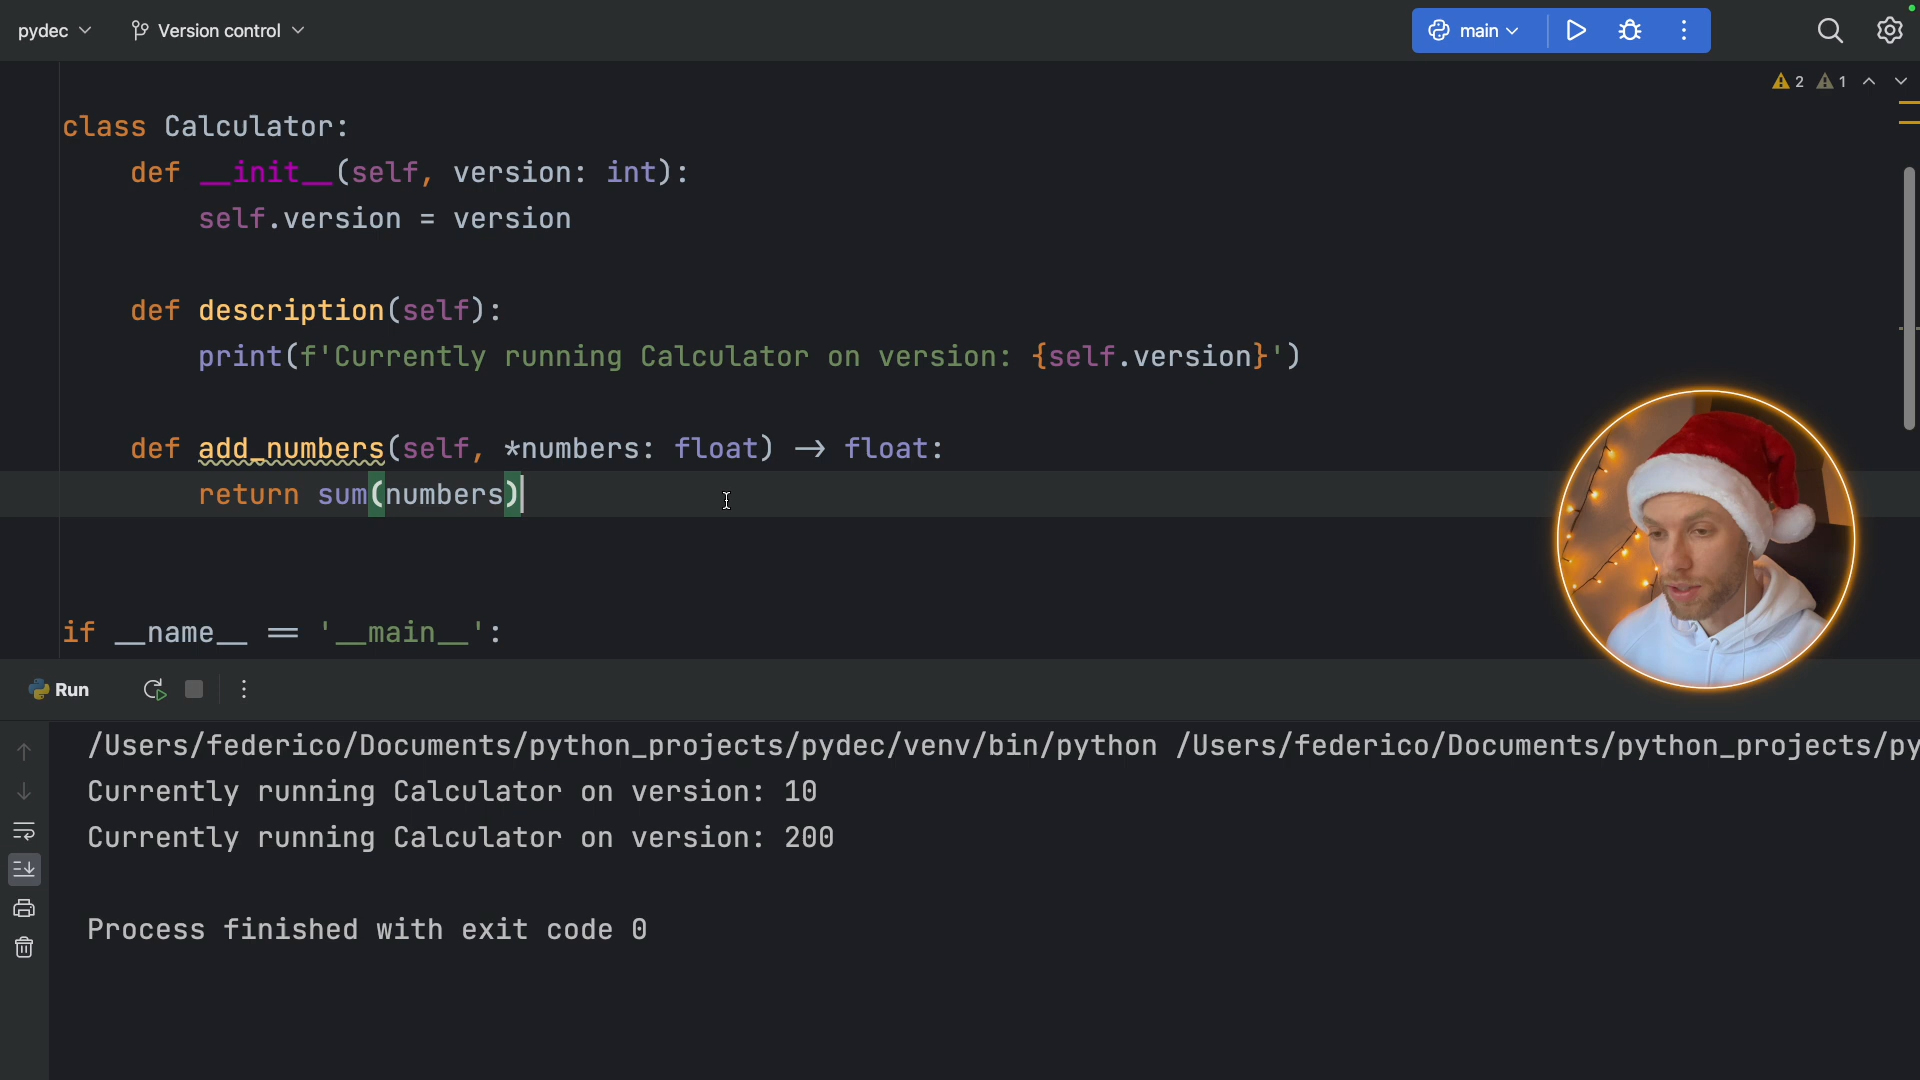 pydec
Version control
main
2
1
class Calculator:
def __init__(self, version: int):
self.version = version
def description(self):
print(f'Currently running Calculator on version: {self.version}')
def add_numbers(self, *numbers: float) -> float:
return sum(numbers)
if __name__ == '__main__':
Run
/Users/federico/Documents/python_projects/pydec/venv/bin/python /Users/federico/Documents/python_projects/py
Currently running Calculator on version: 10
Currently running Calculator on version: 200
Process finished with exit code 0